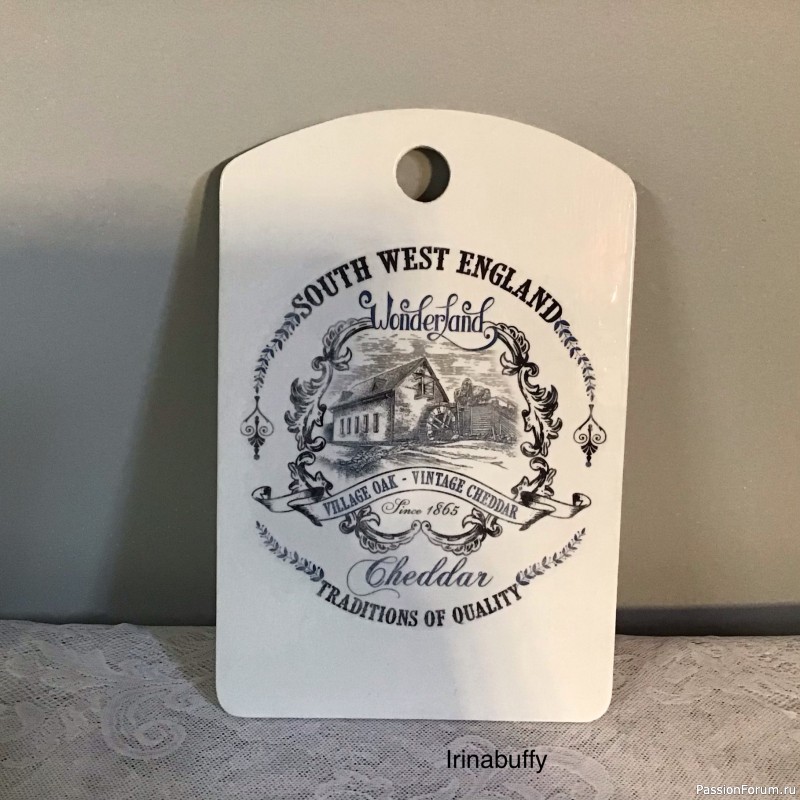 SOUTH WEST ENGLAND
Wonderland
VILLAGE OAK - VINTAGE CHEDDAR
Since 1865
Cheddar
TRADITIONS OF QUALITY
Irinabuffy
PassionForum.ru